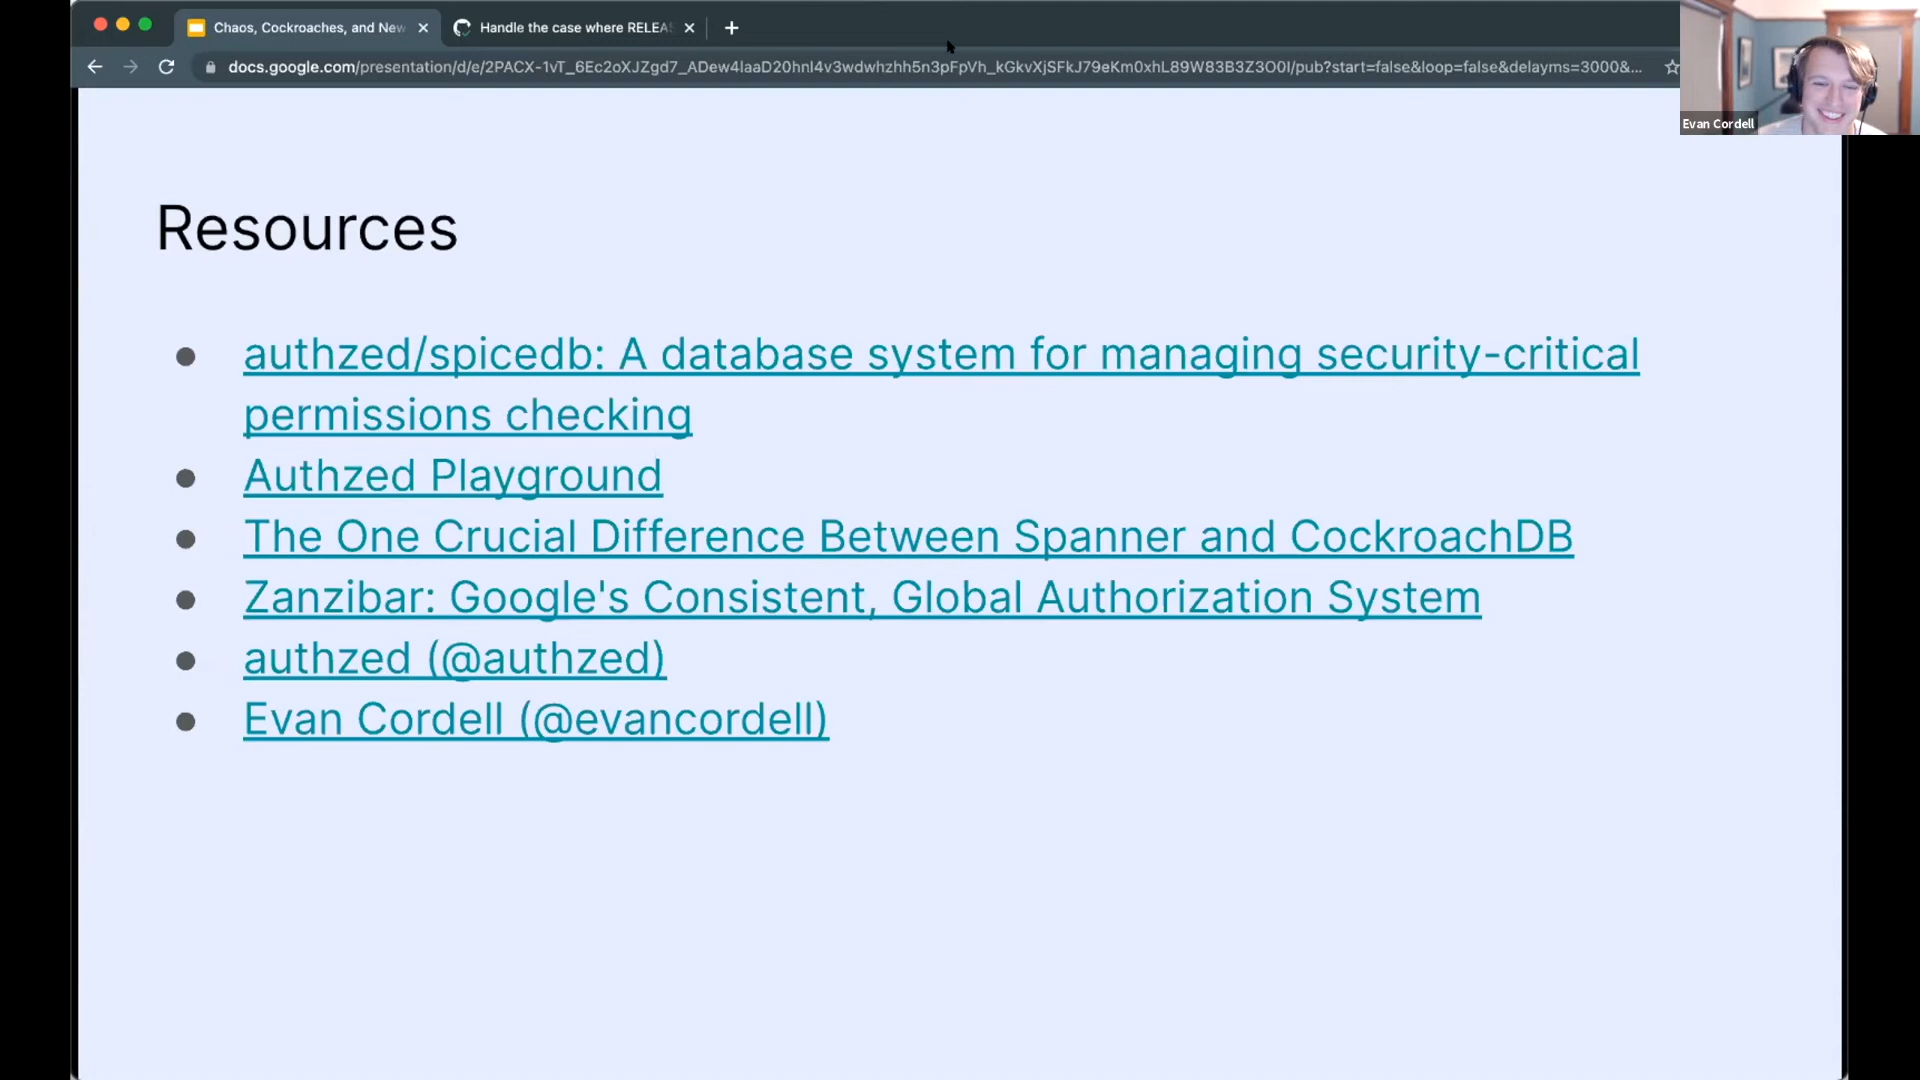 Chaos, Cockroaches, and New
Handle the case where RELEA
docs.google.com/presentation/d/e/2PACX-1vT_6Ec2oXJZgd7_ADew4laaD20hnl4v3wdwhzhh5n3pFpVh_kGkvXjSFkJ79eKm0xhL89W83B3Z3O0I/pub?start=false&loop=false&delayms=3000&...
Evan Cordell
Resources
authzed/spicedb: A database system for managing security-critical
permissions checking
Authzed Playground
The One Crucial Difference Between Spanner and CockroachDB
Zanzibar: Google's Consistent, Global Authorization System
authzed (@authzed)
Evan Cordell (@evancordell)